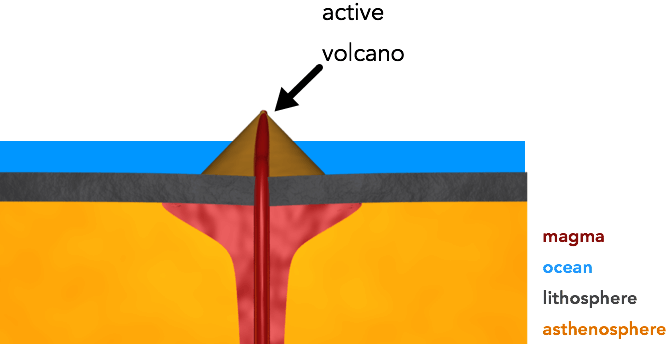 active
volcano
magma
ocean
lithosphere
asthenosphere